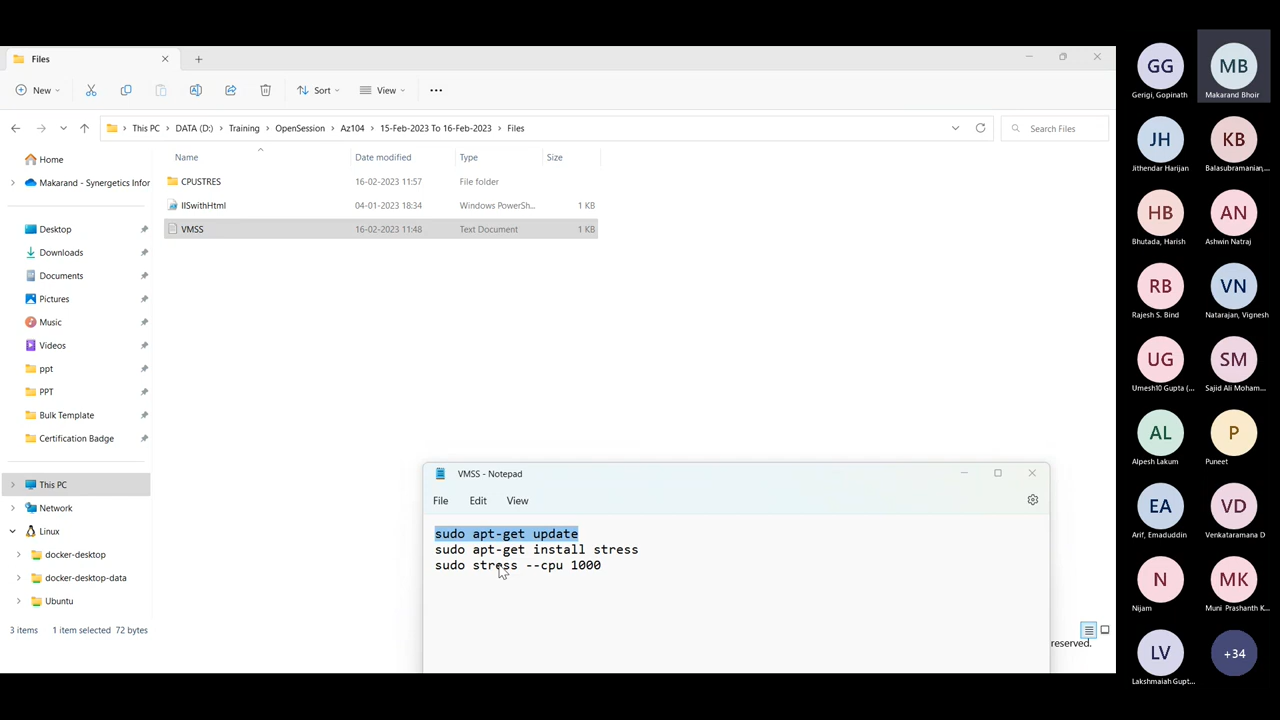 Files
New
Sort
View
This PC
DATA (D:)
Training
OpenSession
Az104
15-Feb-2023 To 16-Feb-2023
Files
Search Files
Name
Date modified
Type
Size
CPUSTRES
16-02-2023 11:57
File folder
IISwithHtml
04-01-2023 18:34
Windows PowerSh...
1 KB
VMSS
16-02-2023 11:48
Text Document
1 KB
Home
Makarand - Synergetics Infor
Desktop
Downloads
Documents
Pictures
Music
Videos
ppt
PPT
Bulk Template
Certification Badge
This PC
Network
Linux
docker-desktop
docker-desktop-data
Ubuntu
3 items
1 item selected 72 bytes
VMSS - Notepad
File
Edit
View
sudo apt-get update
sudo apt-get install stress
sudo stress --cpu 1000
reserved.
GG
Gerigi, Gopinath
MB
Makarand Bhoir
JH
Jithendar Harijan
KB
Balasubramanian,...
HB
Bhutada, Harish
AN
Ashwin Natraj
RB
Rajesh S. Bind
VN
Natarajan, Vignesh
UG
Umesh10 Gupta (...
SM
Sajid Ali Moham...
AL
Alpesh Lakum
P
Puneet
EA
Arif, Emaduddin
VD
Venkataramana D
N
Nijam
MK
Muni Prashanth K...
LV
Lakshmaiah Gupt...
+34